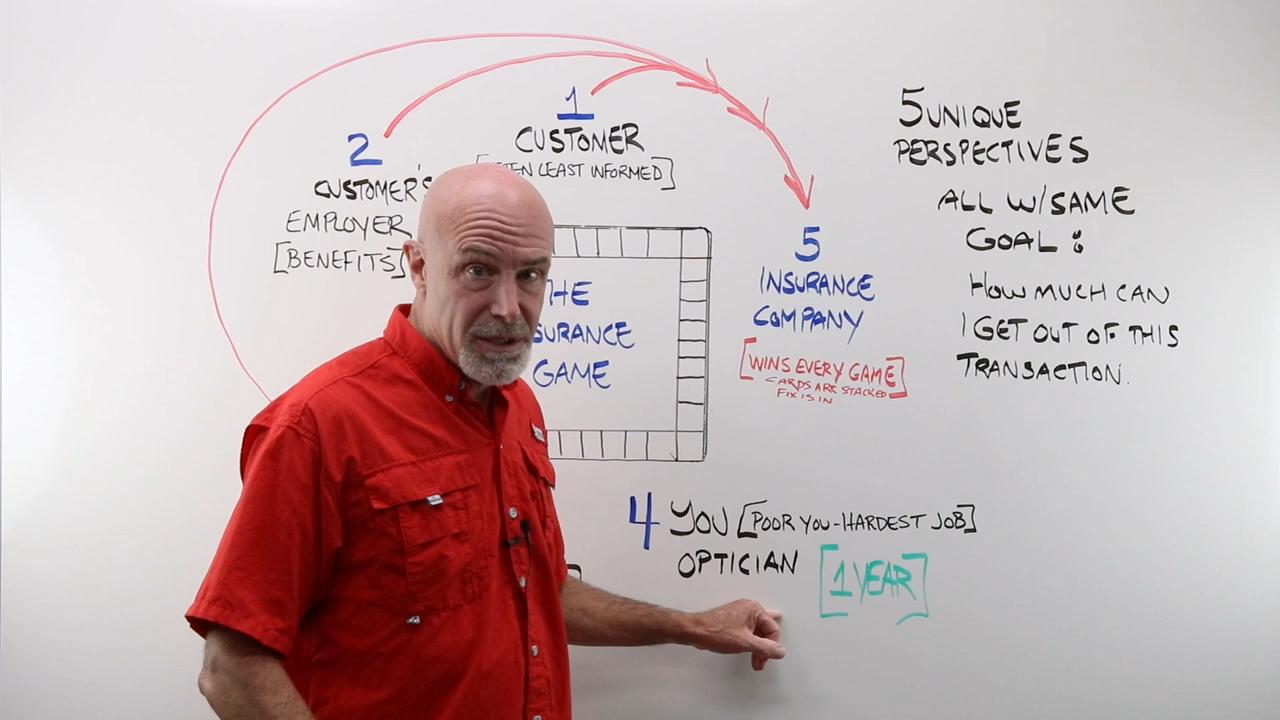 1
CUSTOMER
LEAST INFORMED]
2
CUSTOMER'S
EMPLOYER
[BENEFITS]
GAME
5
INSURANCE
COMPANY
[WINS EVERY GAME]
CARDS ARE STACKED
FIX IS IN
4 YOU [POOR YOU-HARDEST JOB]
OPTICIAN
[1 YEAR]
5 UNIQUE
PERSPECTIVES
ALL W/SAME
GOAL:
HOW MUCH CAN
I GET OUT OF THIS
TRANSACTION.